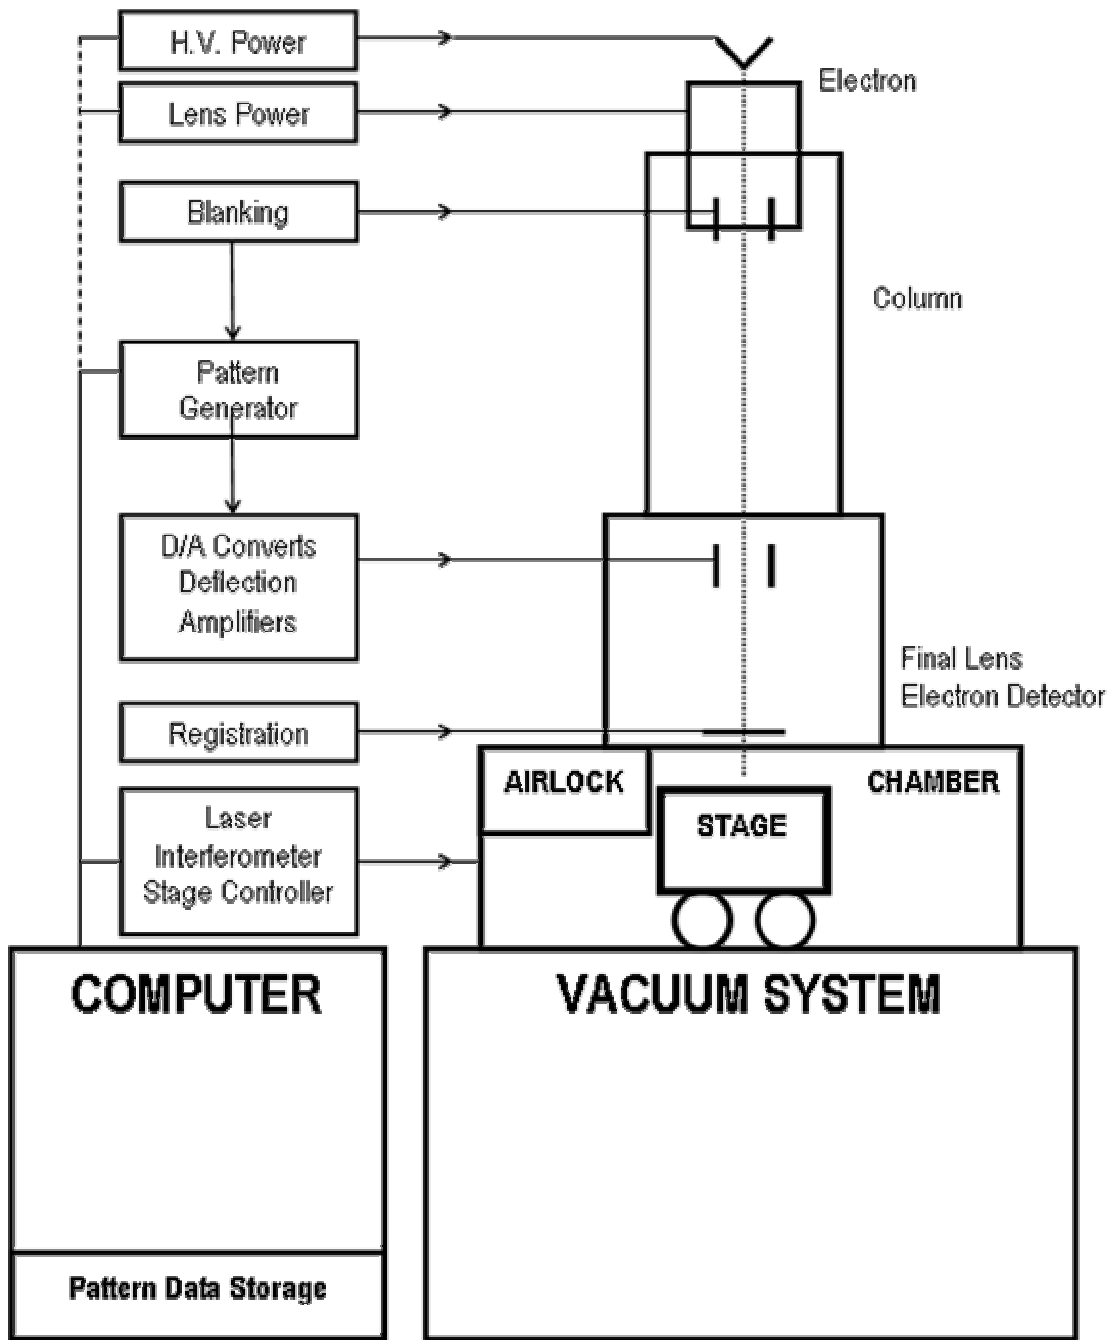 H.V. Power
Electron
Lens Power
Blanking
Column
Pattern
Generator
D/A Converts
Deflection
Amplifiers
Final Lens
Electron Detector
Registration
AIRLOCK
CHAMBER
STAGE
Laser
Interferometer
Stage Controller
COMPUTER
VACUUM SYSTEM
Pattern Data Storage